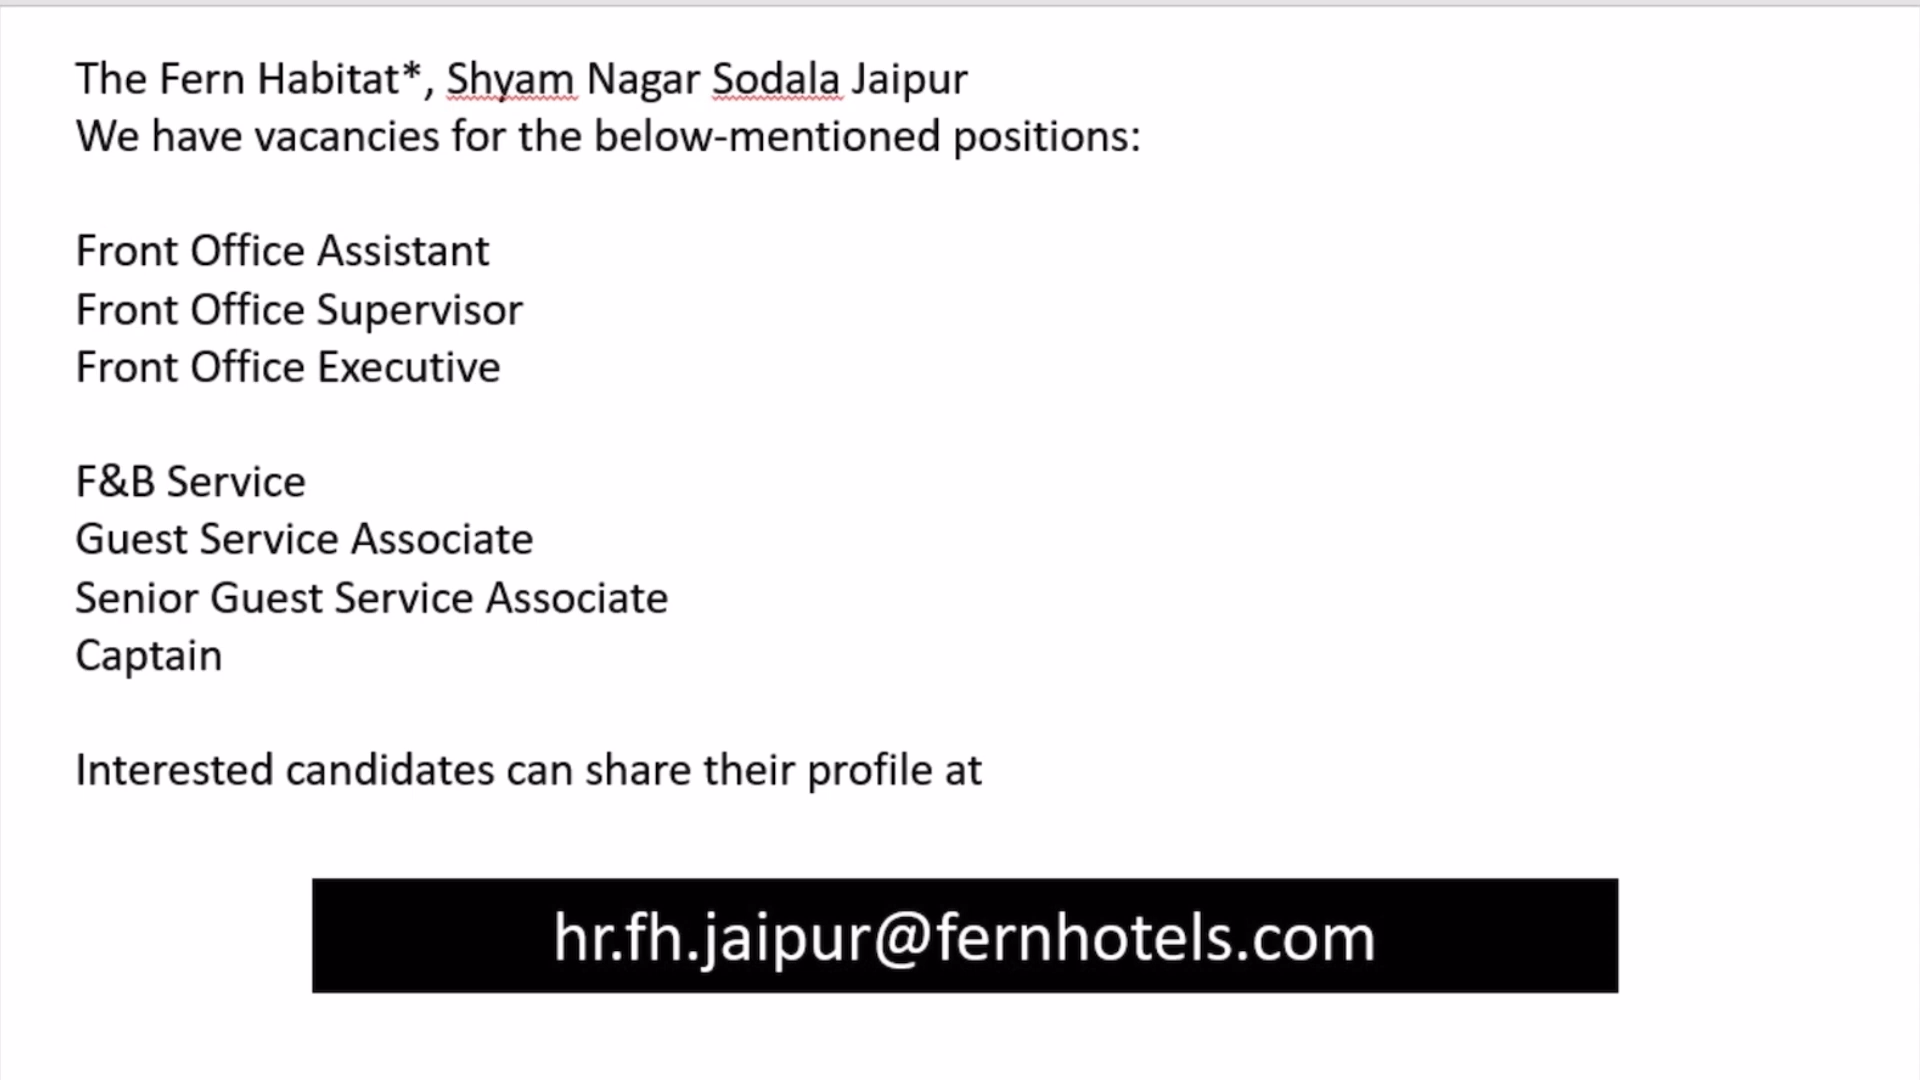 The Fern Habitat*, Shyam Nagar Sodala Jaipur
We have vacancies for the below-mentioned positions:
Front Office Assistant
Front Office Supervisor
Front Office Executive
F&B Service
Guest Service Associate
Senior Guest Service Associate
Captain
Interested candidates can share their profile at
hr.fh.jaipur@fernhotels.com